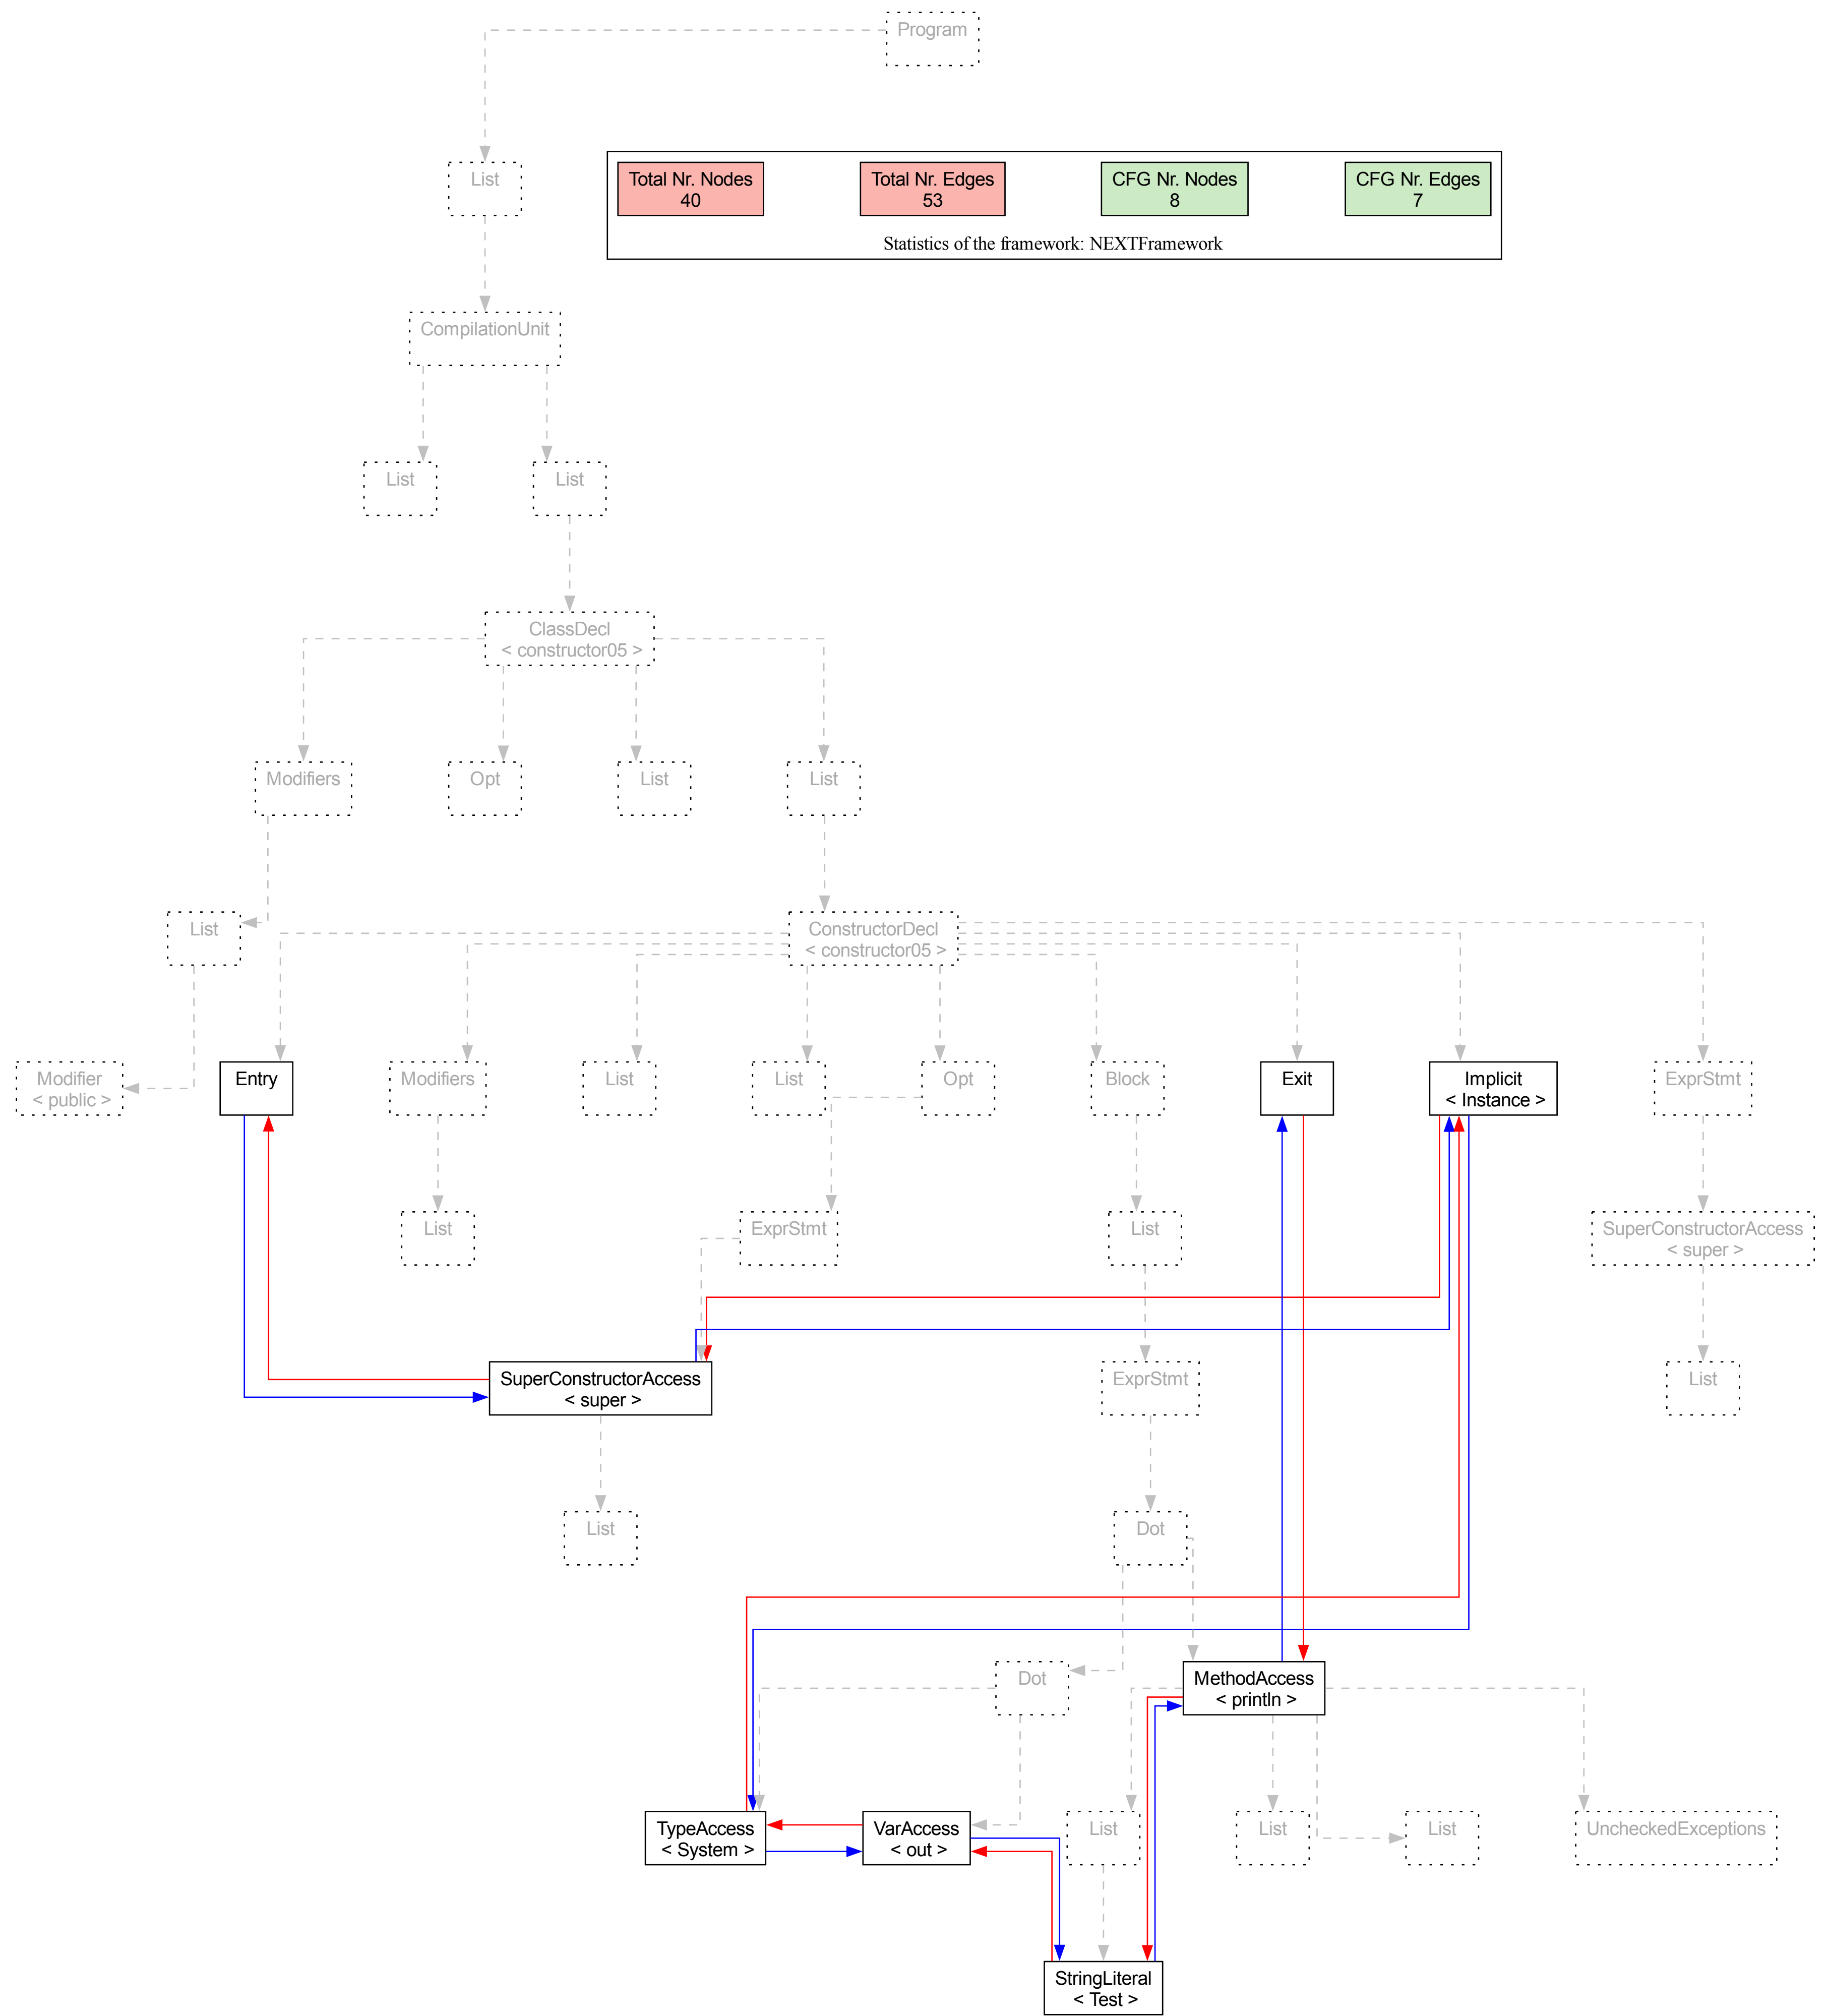 Program
List
Total Nr. Nodes
40
Total Nr. Edges
53
CFG Nr. Nodes
8
CFG Nr. Edges
7
Statistics of the framework: NEXTFramework
CompilationUnit
List
List
ClassDecl
< constructor05 >
Modifiers
Opt
List
List
List
ConstructorDecl
< constructor05 >
Modifier
< public >
Entry
Modifiers
List
List
Opt
Block
Exit
Implicit
< Instance >
ExprStmt
List
ExprStmt
List
SuperConstructorAccess
< super >
SuperConstructorAccess
< super >
ExprStmt
List
List
Dot
Dot
MethodAccess
< println >
TypeAccess
< System >
VarAccess
< out >
List
List
List
UncheckedExceptions
StringLiteral
< Test >